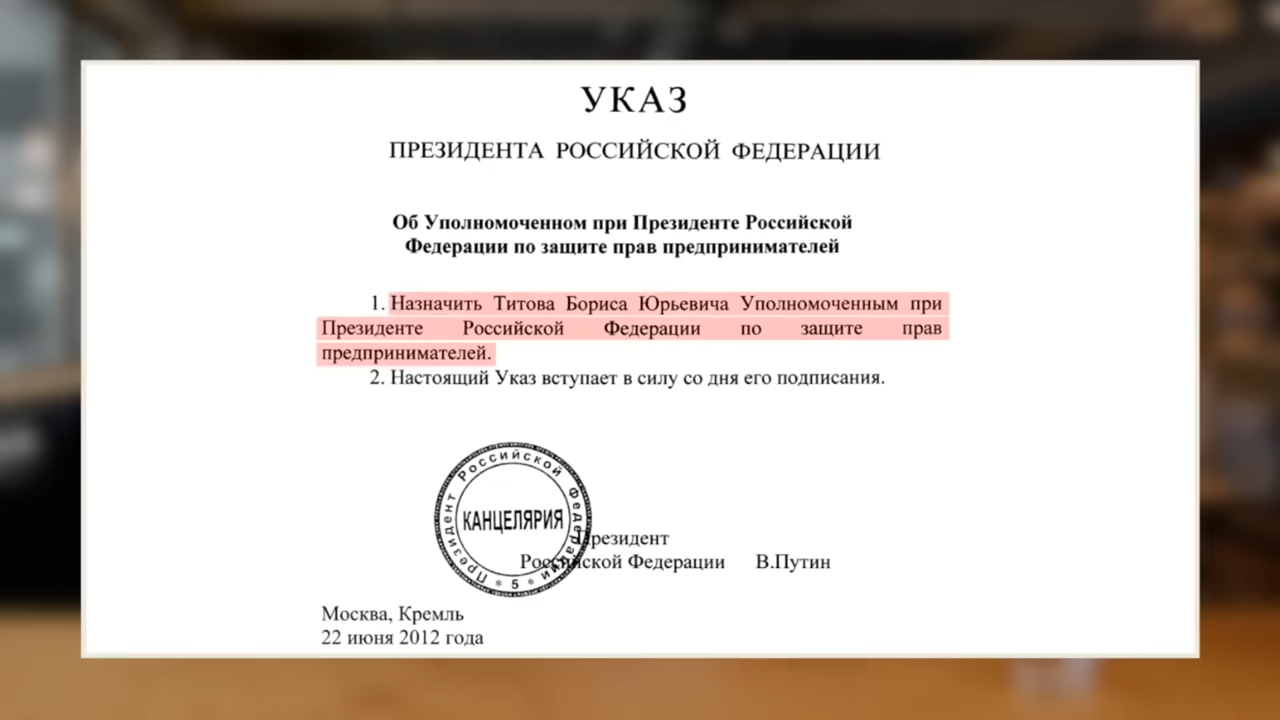 УКАЗ
ПРЕЗИДЕНТА РОССИЙСКОЙ ФЕДЕРАЦИИ
Об Уполномоченном при Президенте Российской
Федерации по защите прав предпринимателей
1. Назначить Титова Бориса Юрьевича Уполномоченным при
Президенте Российской Федерации по защите прав
предпринимателей.
2. Настоящий Указ вступает в силу со дня его подписания.
Президент Российской Федерации
* 5 *
КАНЦЕЛЯРИЯ
Президент
Российской Федерации В.Путин
Москва, Кремль
22 июня 2012 года